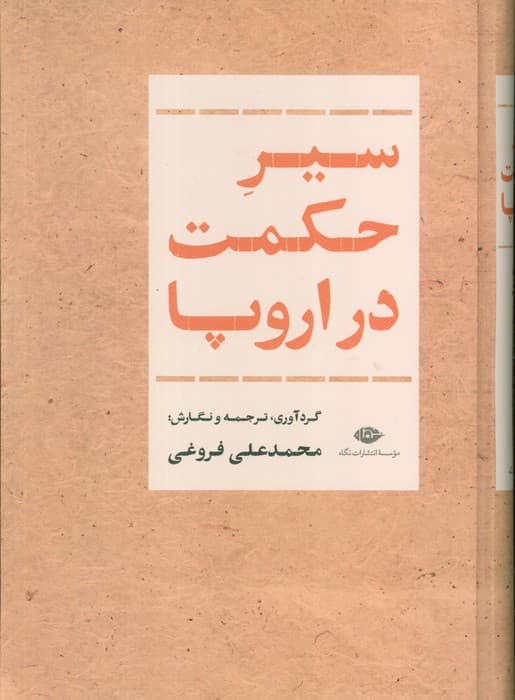 سیرِ
حکمت
در اروپا
گردآوری، ترجمه و نگارش:
محمدعلی فروغی
مؤسسهٔ انتشارات نگاه